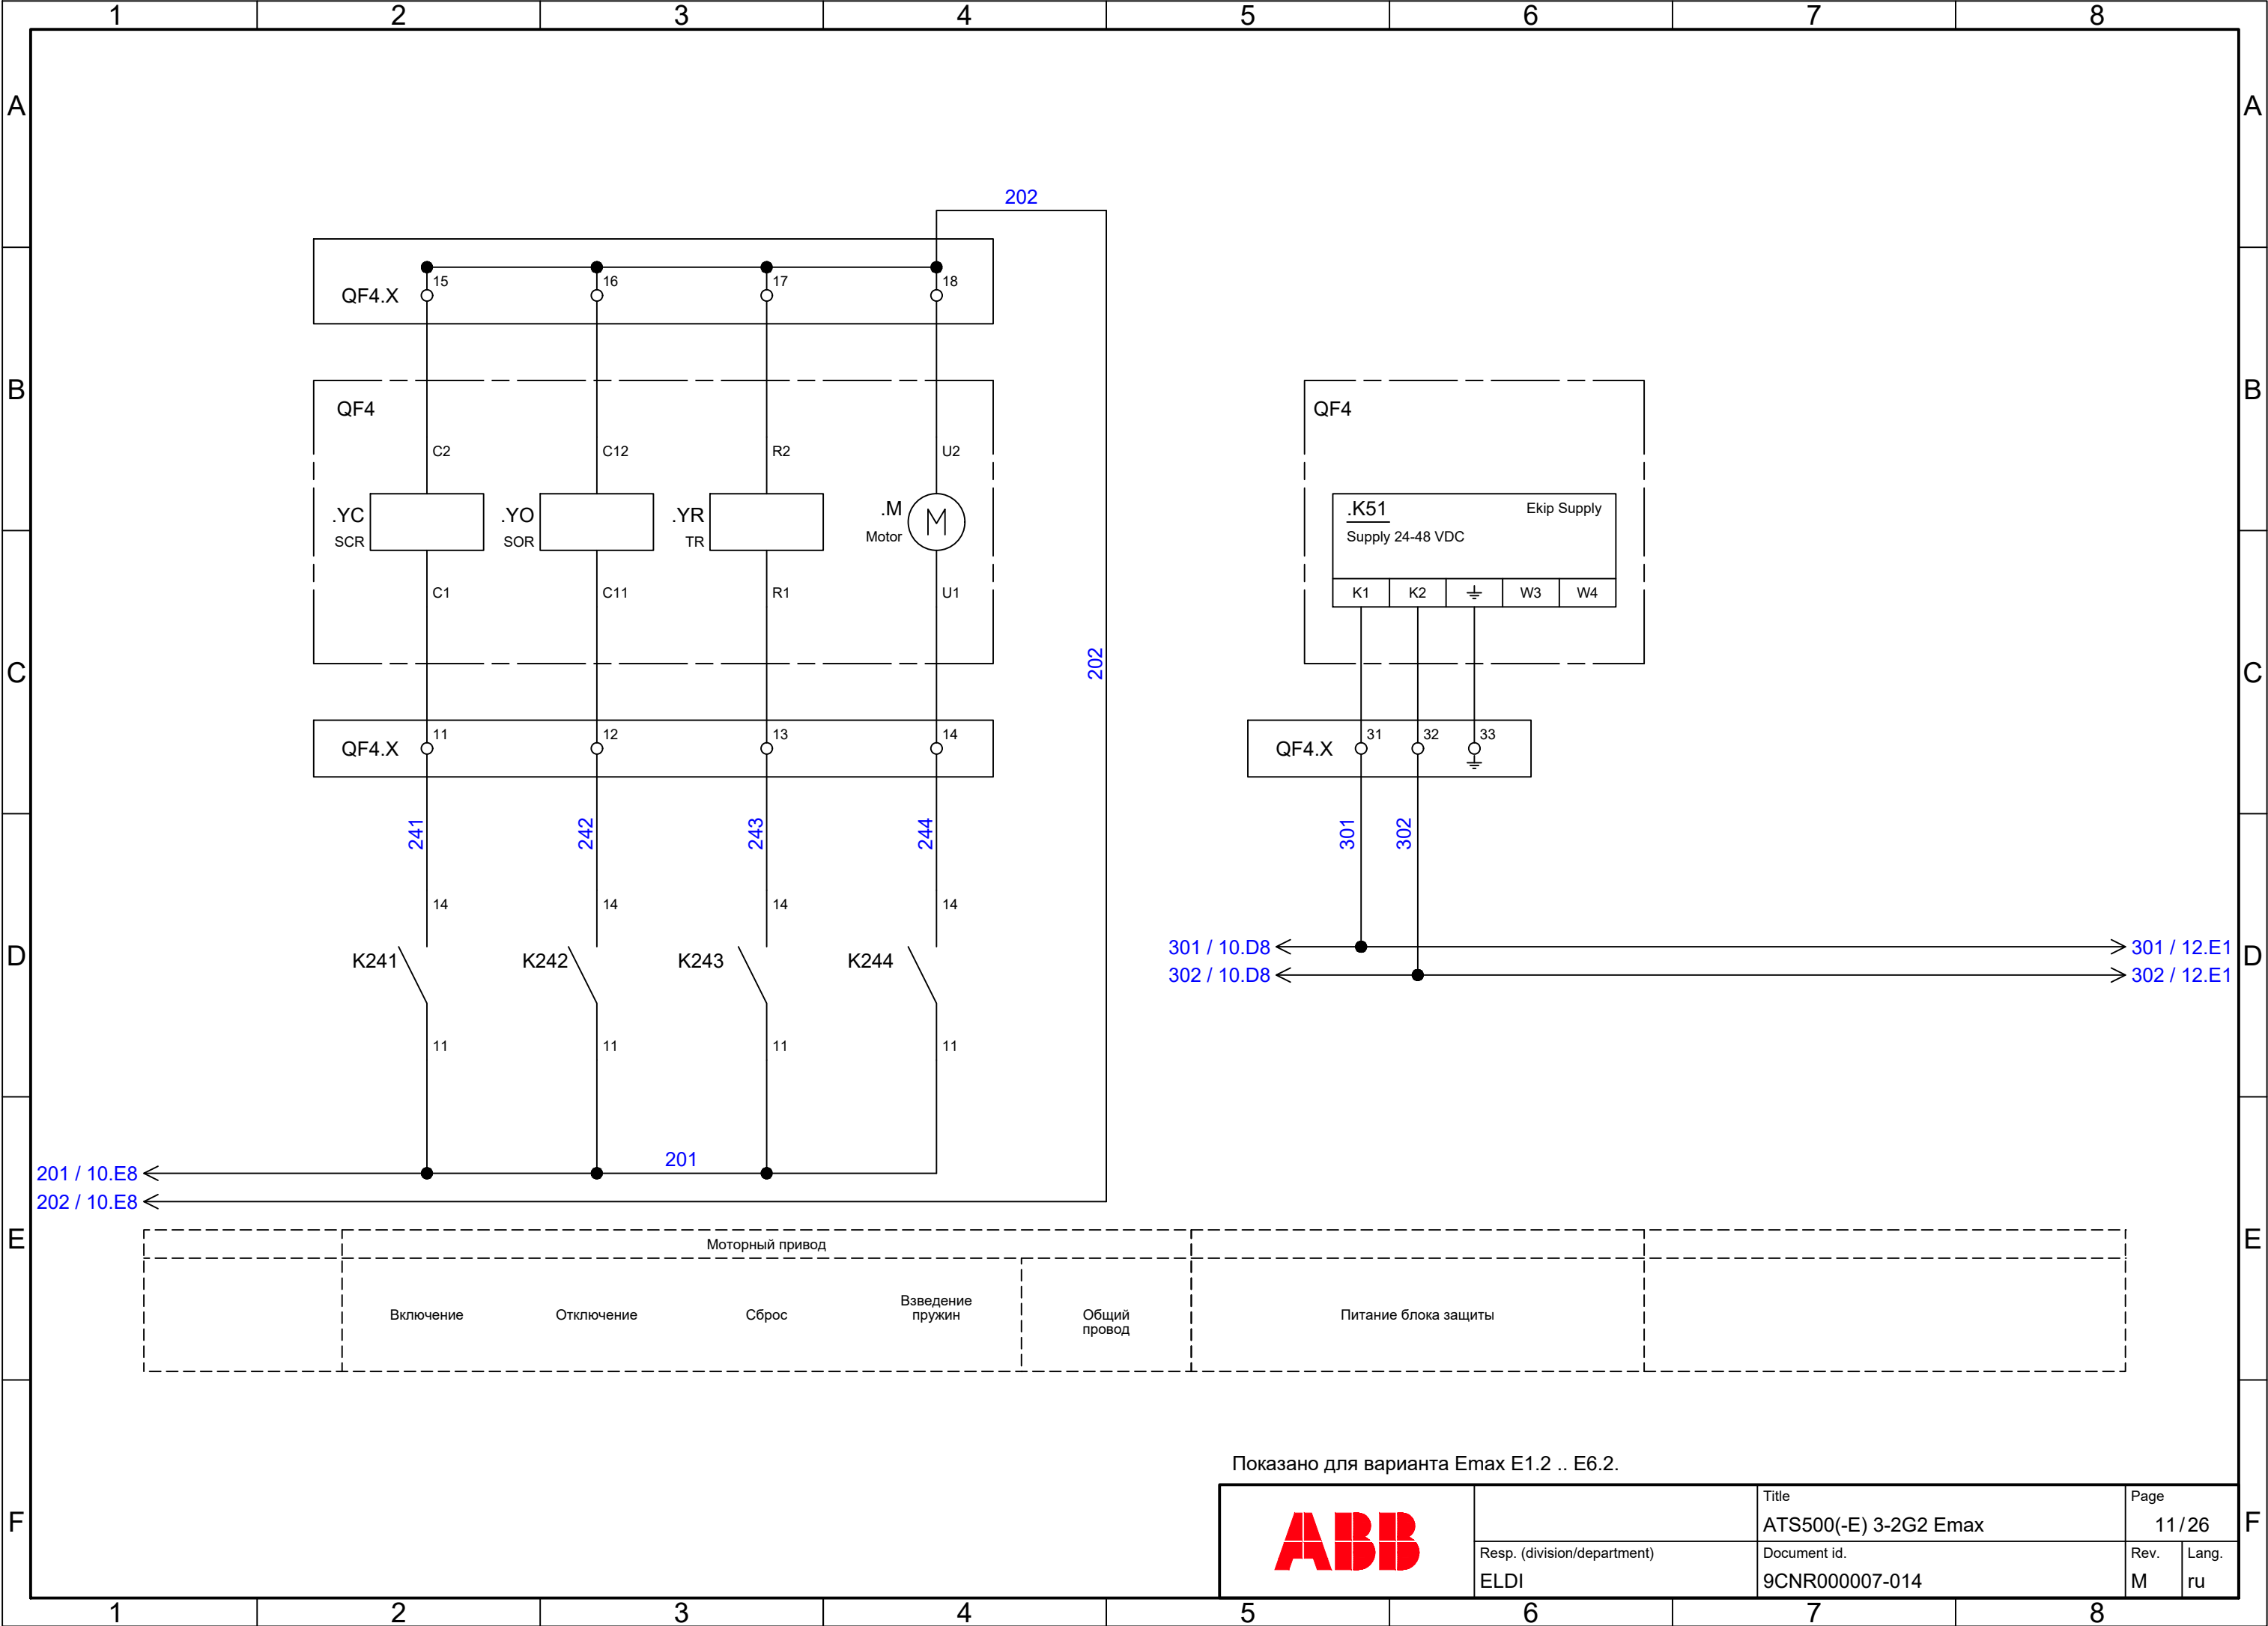 1 2 3 4 5 6 7 8
A A
202
15 16 17 18
QF4.X
B B
QF4 QF4
C2 C12 R2 U2
.YC .YO .YR .M M
SCR SOR TR Motor
.K51 Ekip Supply
Supply 24-48 VDC
C1 C11 R1 U1
K1 K2 W3 W4
202
C C
11 12 13 14
QF4.X
31 32 33
QF4.X
241 242 243 244
301 302
14 14 14 14
D D
K241 K242 K243 K244
301 / 10.D8 301 / 12.E1
302 / 10.D8 302 / 12.E1
11 11 11 11
201
201 / 10.E8
202 / 10.E8
E E
Моторный привод
Включение Отключение Сброс
Взведение
пружин
Общий
провод
Питание блока защиты
Показано для варианта Emax E1.2 .. E6.2.
F F
ABB
Title
ATS500(-E) 3-2G2 Emax
Page
11/26
Resp. (division/department)
ELDI
Document id.
9CNR000007-014
Rev.
M
Lang.
ru
1 2 3 4 5 6 7 8